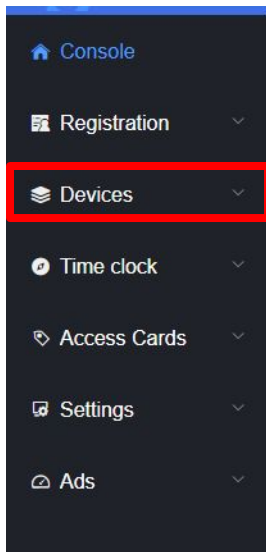 Console
Registration
Devices
Time clock
Access Cards
Settings
Ads